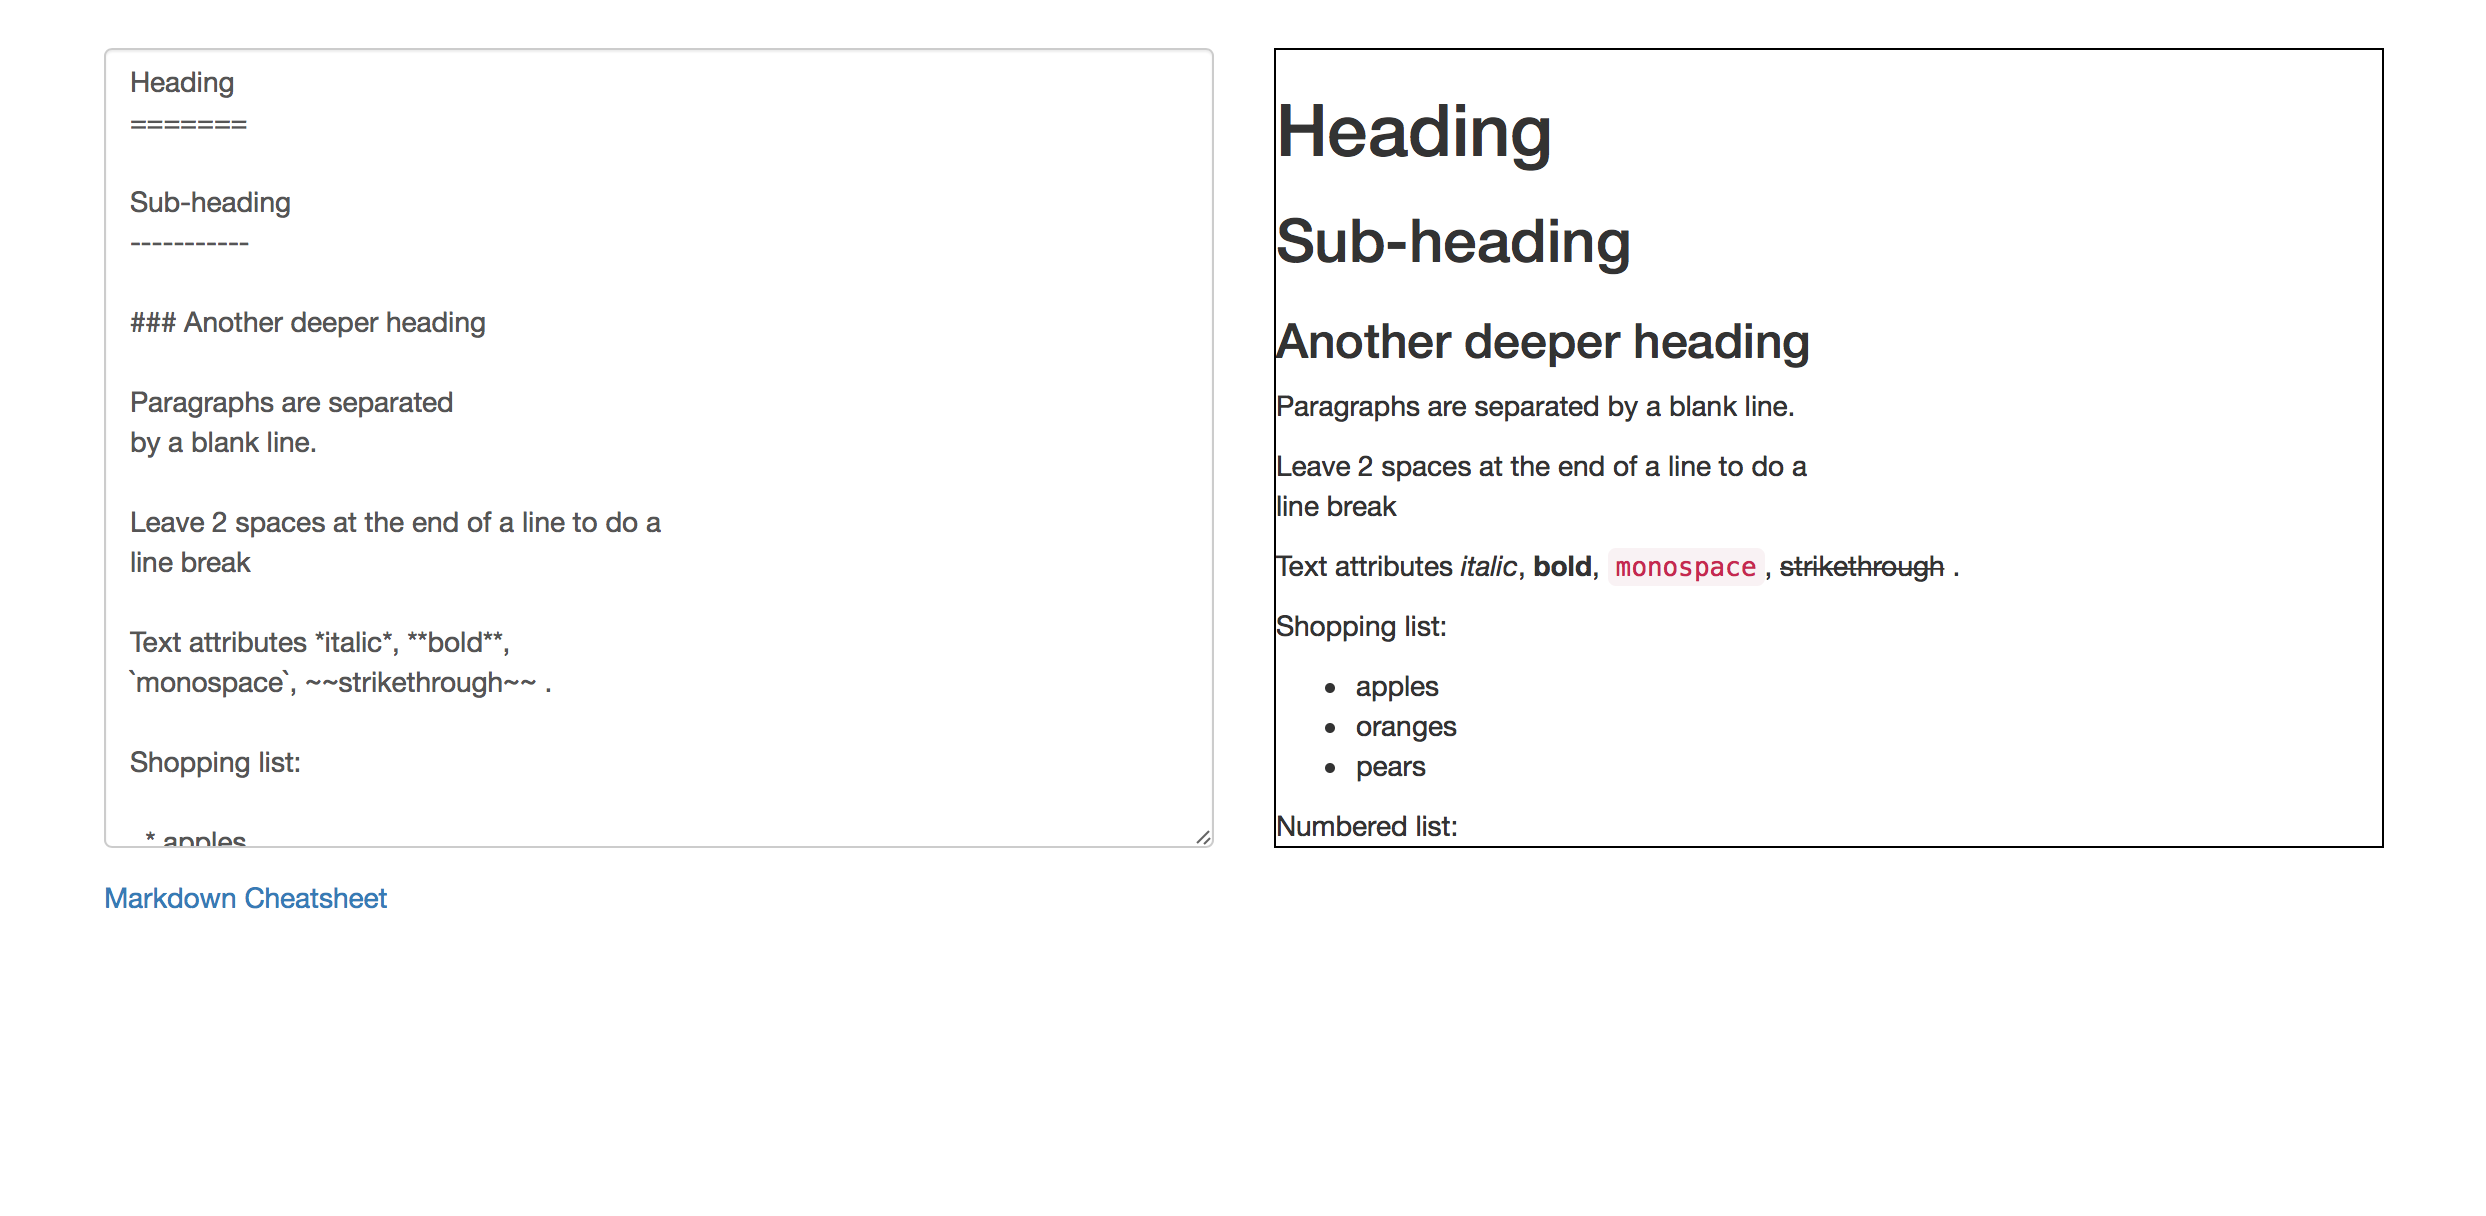 Heading
=======
Sub-heading
-----------
### Another deeper heading
Paragraphs are separated
by a blank line.
Leave 2 spaces at the end of a line to do a
line break
Text attributes *italic*, **bold**,
`monospace`, ~~strikethrough~~ .
Shopping list:
* apples
Markdown Cheatsheet
Heading
Sub-heading
Another deeper heading
Paragraphs are separated by a blank line.
Leave 2 spaces at the end of a line to do a
line break
Text attributes italic, bold, monospace, strikethrough .
Shopping list:
• apples
• oranges
• pears
Numbered list: